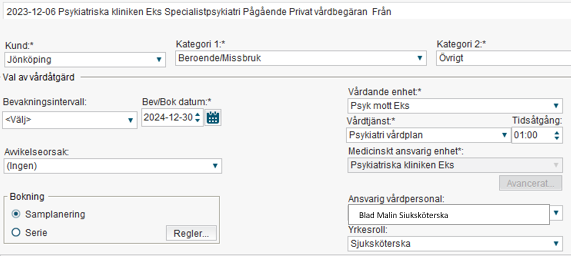 2023-12-06 Psykiatriska kliniken Eks Specialistpsykiatri Pågående Privat vårdbegäran Från
Kund:* Kategori 1:* Kategori 2:*
Jönköping Beroende/Missbruk Övrigt
Val av vårdåtgärd
Vårdande enhet:*
Psyk mott Eks
Bevakningsintervall: Bev/Bok datum:*
<Välj> 2024-12-30
Vårdtjänst:* Tidsåtgång:
Psykiatri vårdplan 01:00
Avvikelseorsak: Medicinskt ansvarig enhet*:
(Ingen) Psykiatriska kliniken Eks
Avancerat...
Bokning
Samplanering
Serie Regler...
Ansvarig vårdpersonal:
Blad Malin Sjuksköterska
Yrkesroll:
Sjuksköterska